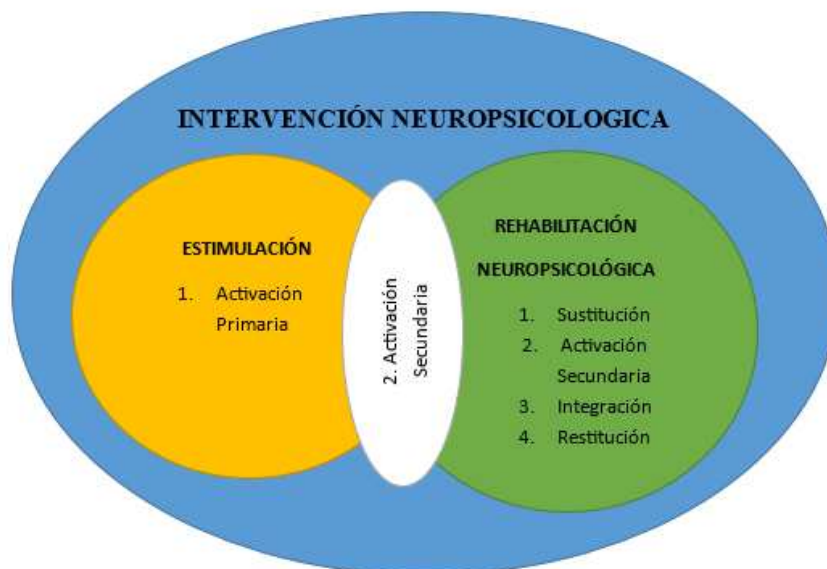 INTERVENCIÓN NEUROPSICOLOGICA
ESTIMULACIÓN
1. Activación
Primaria
2. Activación
Secundaria
REHABILITACIÓN
NEUROPSICOLÓGICA
1. Sustitución
2. Activación
Secundaria
3. Integración
4. Restitución